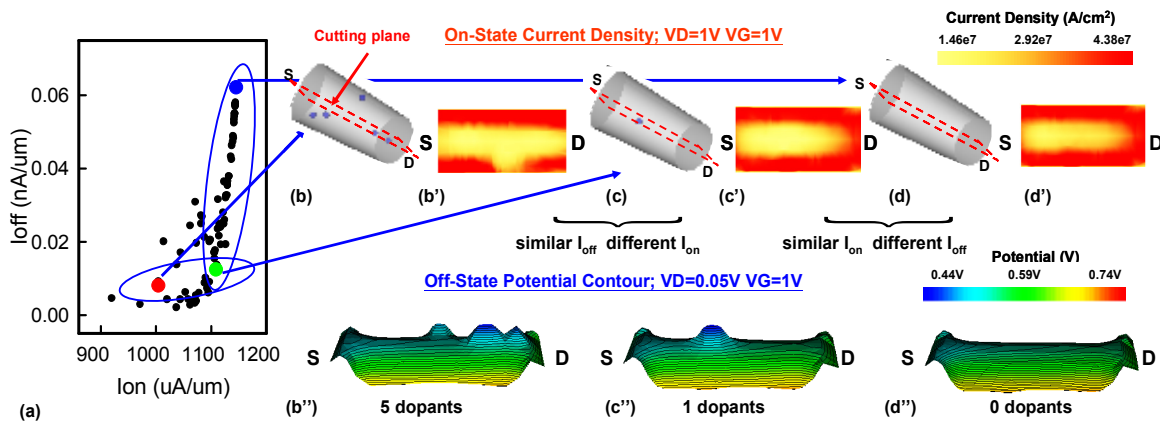 On-State Current Density; VD=1V VG=1V
Current Density (A/cm²)
1.46e7 2.92e7 4.38e7
Cutting plane
S
D
S
D
S
D
S D S D
0.06
0.04
0.02
0.00
Ioff (nA/um)
900 1000 1100 1200
Ion (uA/um)
(a)
(b) (b') (c) (c') (d) (d')
similar Ioff different Ion
similar Ion different Ioff
Off-State Potential Contour; VD=0.05V VG=1V
Potential (V)
0.44V 0.59V 0.74V
S D S D
(b'') 5 dopants
(c'') 1 dopants
(d'') 0 dopants